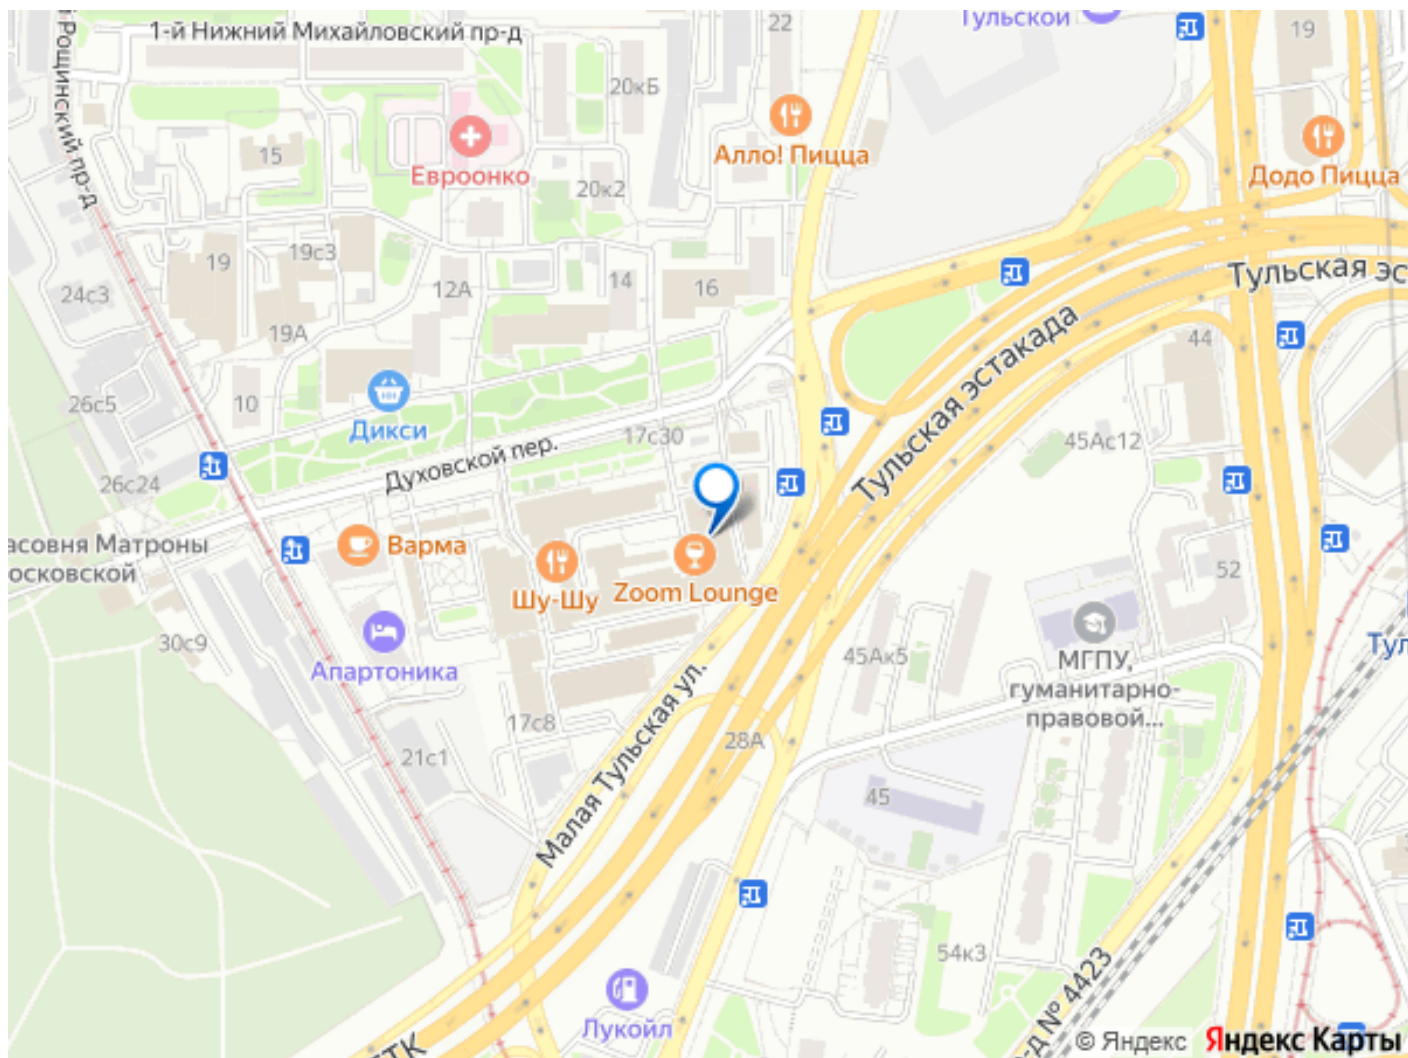 й Рощинский пр-д
1-й Нижний Михайловский пр-д
22
Тульской
19
20кБ
Алло! Пицца
Додо Пицца
15
Евроонко
20к2
19
19с3
24с3
12А
14
16
Тульская эс
19А
44
Тульская эстакада
26с5
10
Дикси
Духовской пер.
17с30
45Ас12
26с24
асовня Матроны
осковской
Варма
Шу-Шу
Zoom Lounge
52
30с9
Апартоника
45Ак5
МГПУ,
гуманитарно-
правовой...
Тул
17с8
28А
21с1
Малая Тульская ул.
45
54к3
Лукойл
ТК
-д № 4423
© Яндекс Яндекс Карты